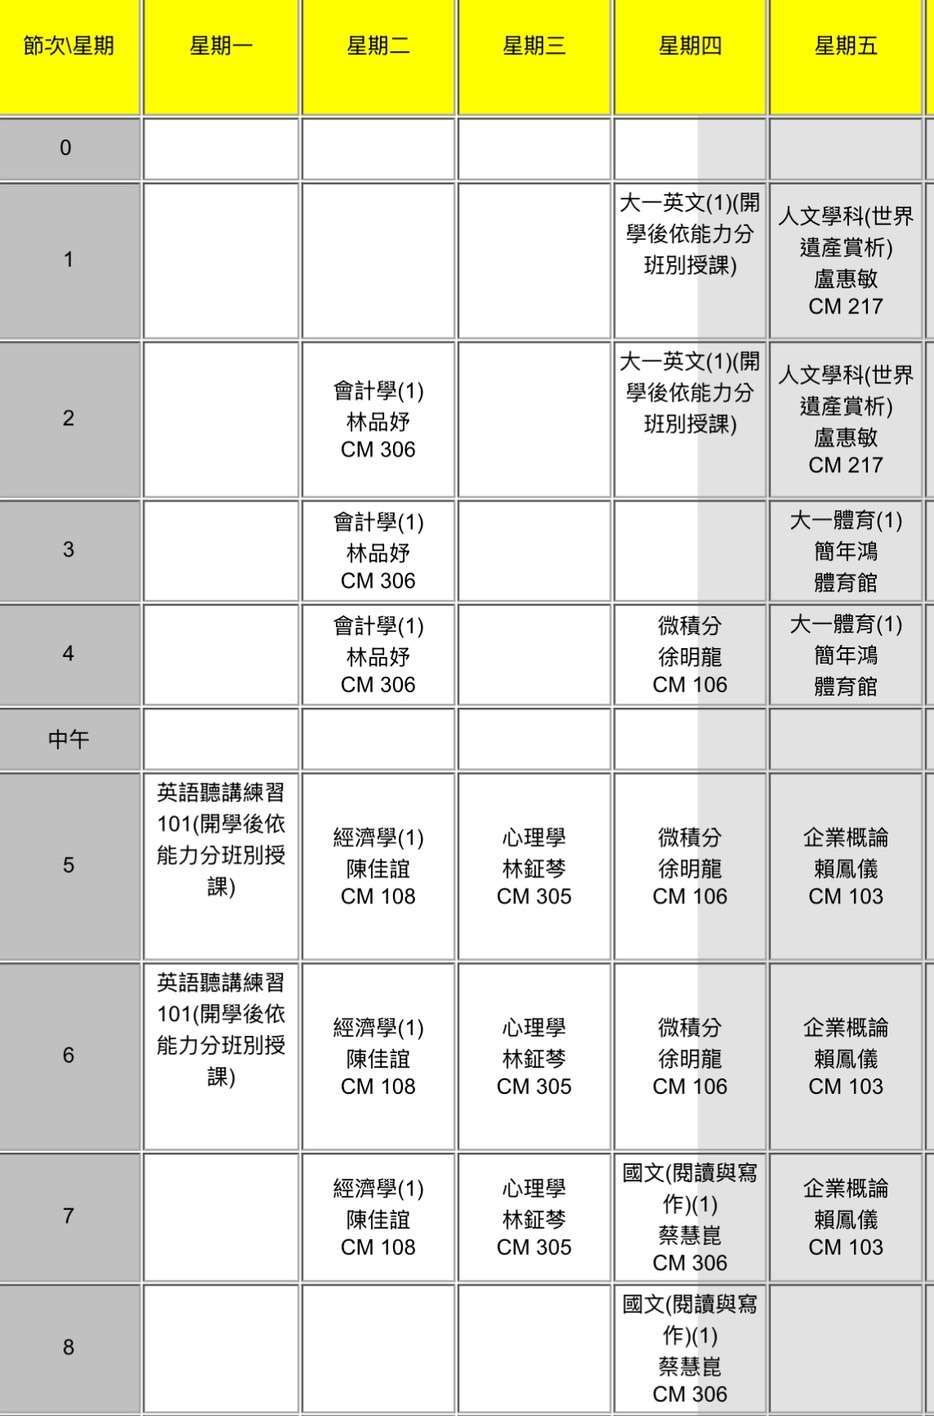 節次\星期 星期一 星期二 星期三 星期四 星期五
0
1
大一英文(1)(開
學後依能力分
班別授課)
人文學科(世界
遺產賞析)
盧惠敏
CM 217
2
會計學(1)
林品妤
CM 306
大一英文(1)(開
學後依能力分
班別授課)
人文學科(世界
遺產賞析)
盧惠敏
CM 217
3
會計學(1)
林品妤
CM 306
大一體育(1)
簡年鴻
體育館
4
會計學(1)
林品妤
CM 306
微積分
徐明龍
CM 106
大一體育(1)
簡年鴻
體育館
中午
5
英語聽講練習
101(開學後依
能力分班別授
課)
經濟學(1)
陳佳誼
CM 108
心理學
林鉦棽
CM 305
微積分
徐明龍
CM 106
企業概論
賴鳳儀
CM 103
6
英語聽講練習
101(開學後依
能力分班別授
課)
經濟學(1)
陳佳誼
CM 108
心理學
林鉦棽
CM 305
微積分
徐明龍
CM 106
企業概論
賴鳳儀
CM 103
7
經濟學(1)
陳佳誼
CM 108
心理學
林鉦棽
CM 305
國文(閱讀與寫
作)(1)
蔡慧崑
CM 306
企業概論
賴鳳儀
CM 103
8
國文(閱讀與寫
作)(1)
蔡慧崑
CM 306